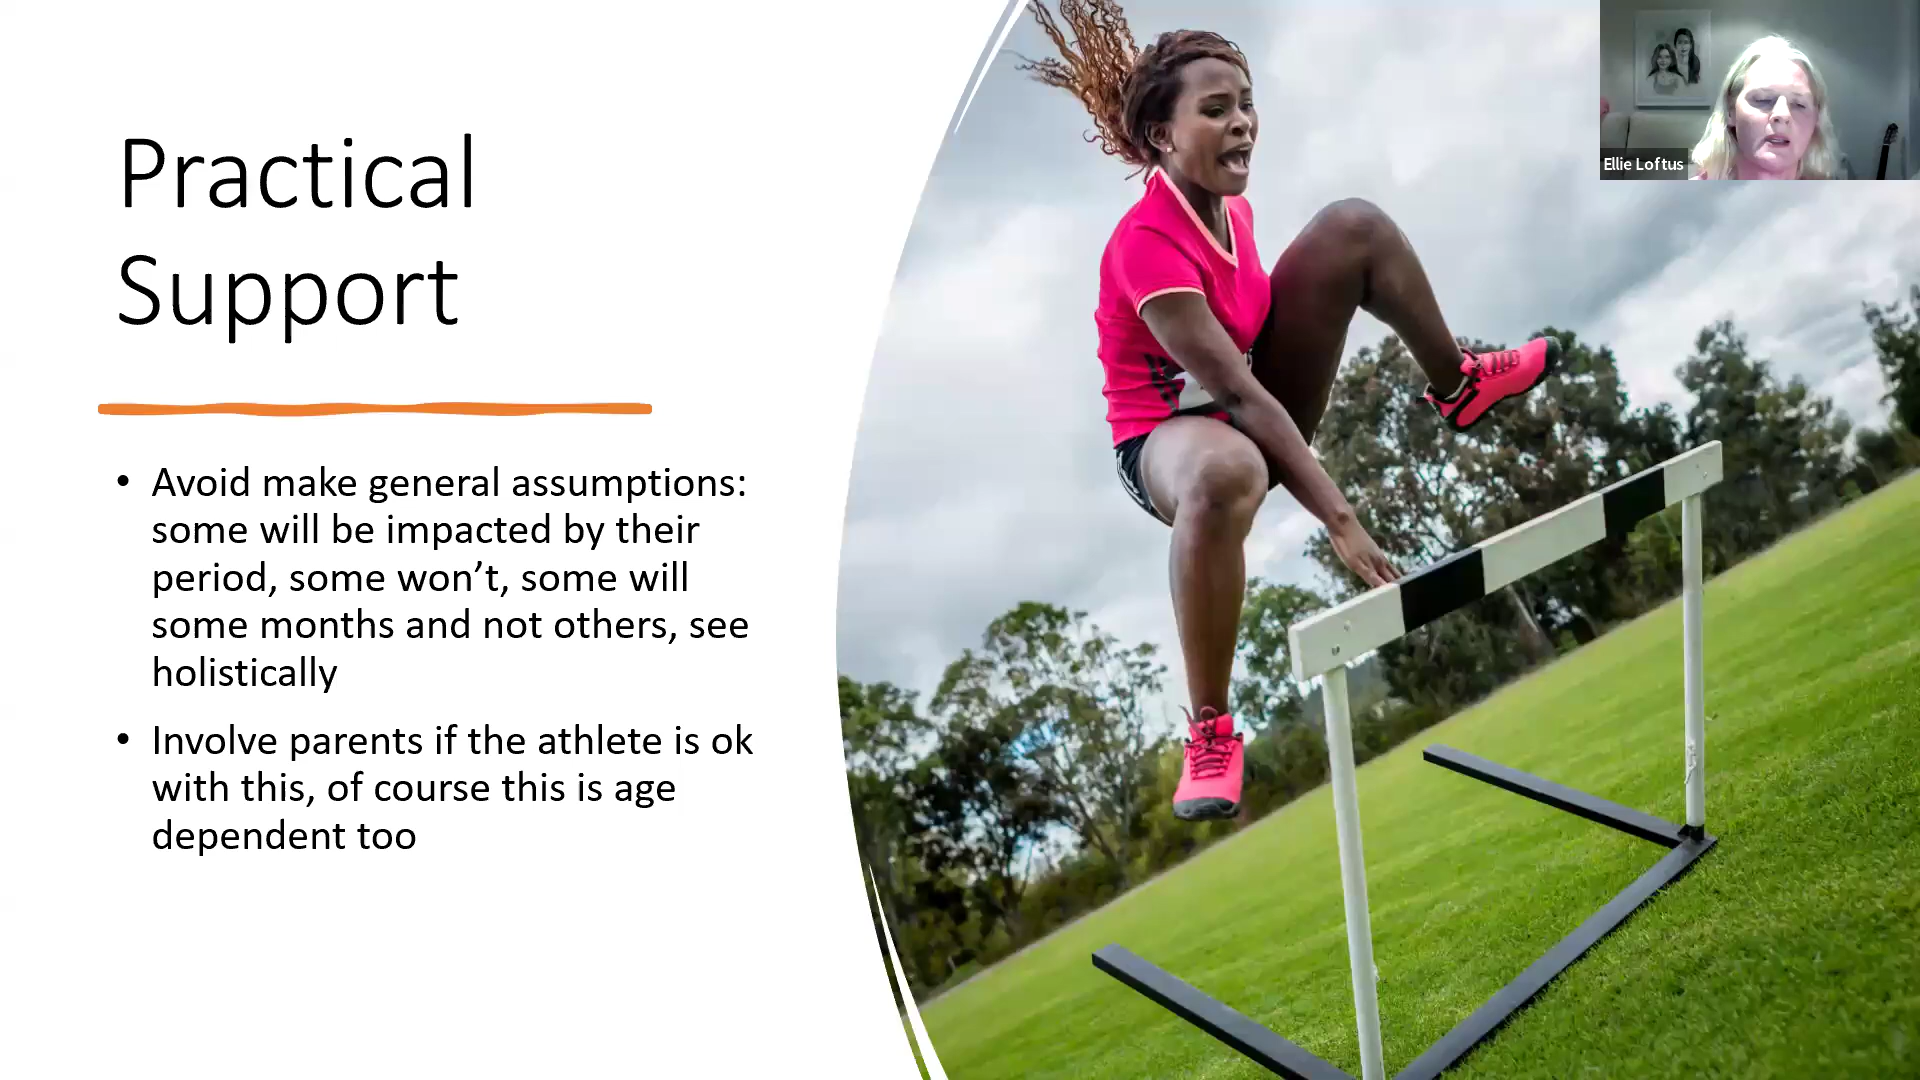 Practical
Support
• Avoid make general assumptions:
some will be impacted by their
period, some won’t, some will
some months and not others, see
holistically
• Involve parents if the athlete is ok
with this, of course this is age
dependent too
Ellie Loftus